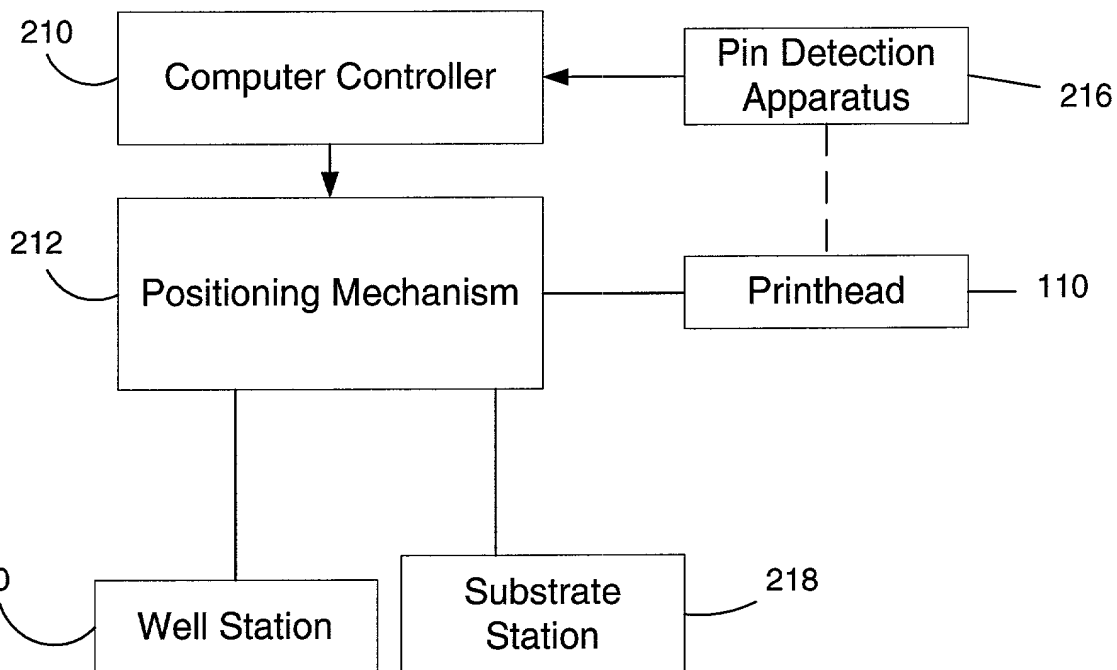 210
Computer Controller
Pin Detection
Apparatus
216
212
Positioning Mechanism
Printhead
110
Well Station
Substrate
Station
218